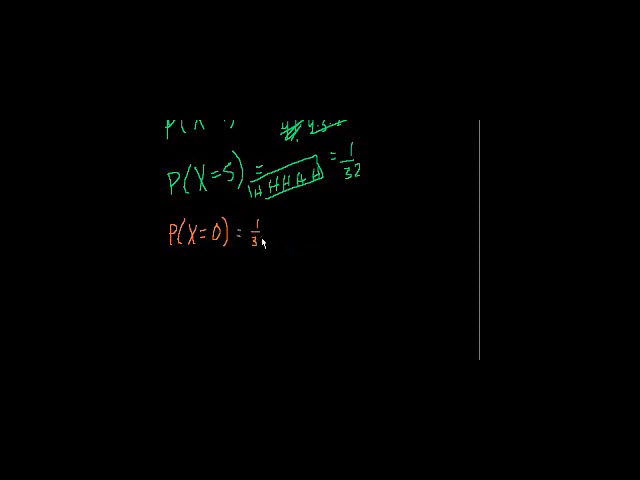 P(X=5) = HHHHH = 1/32
P(X=0) = 1/3